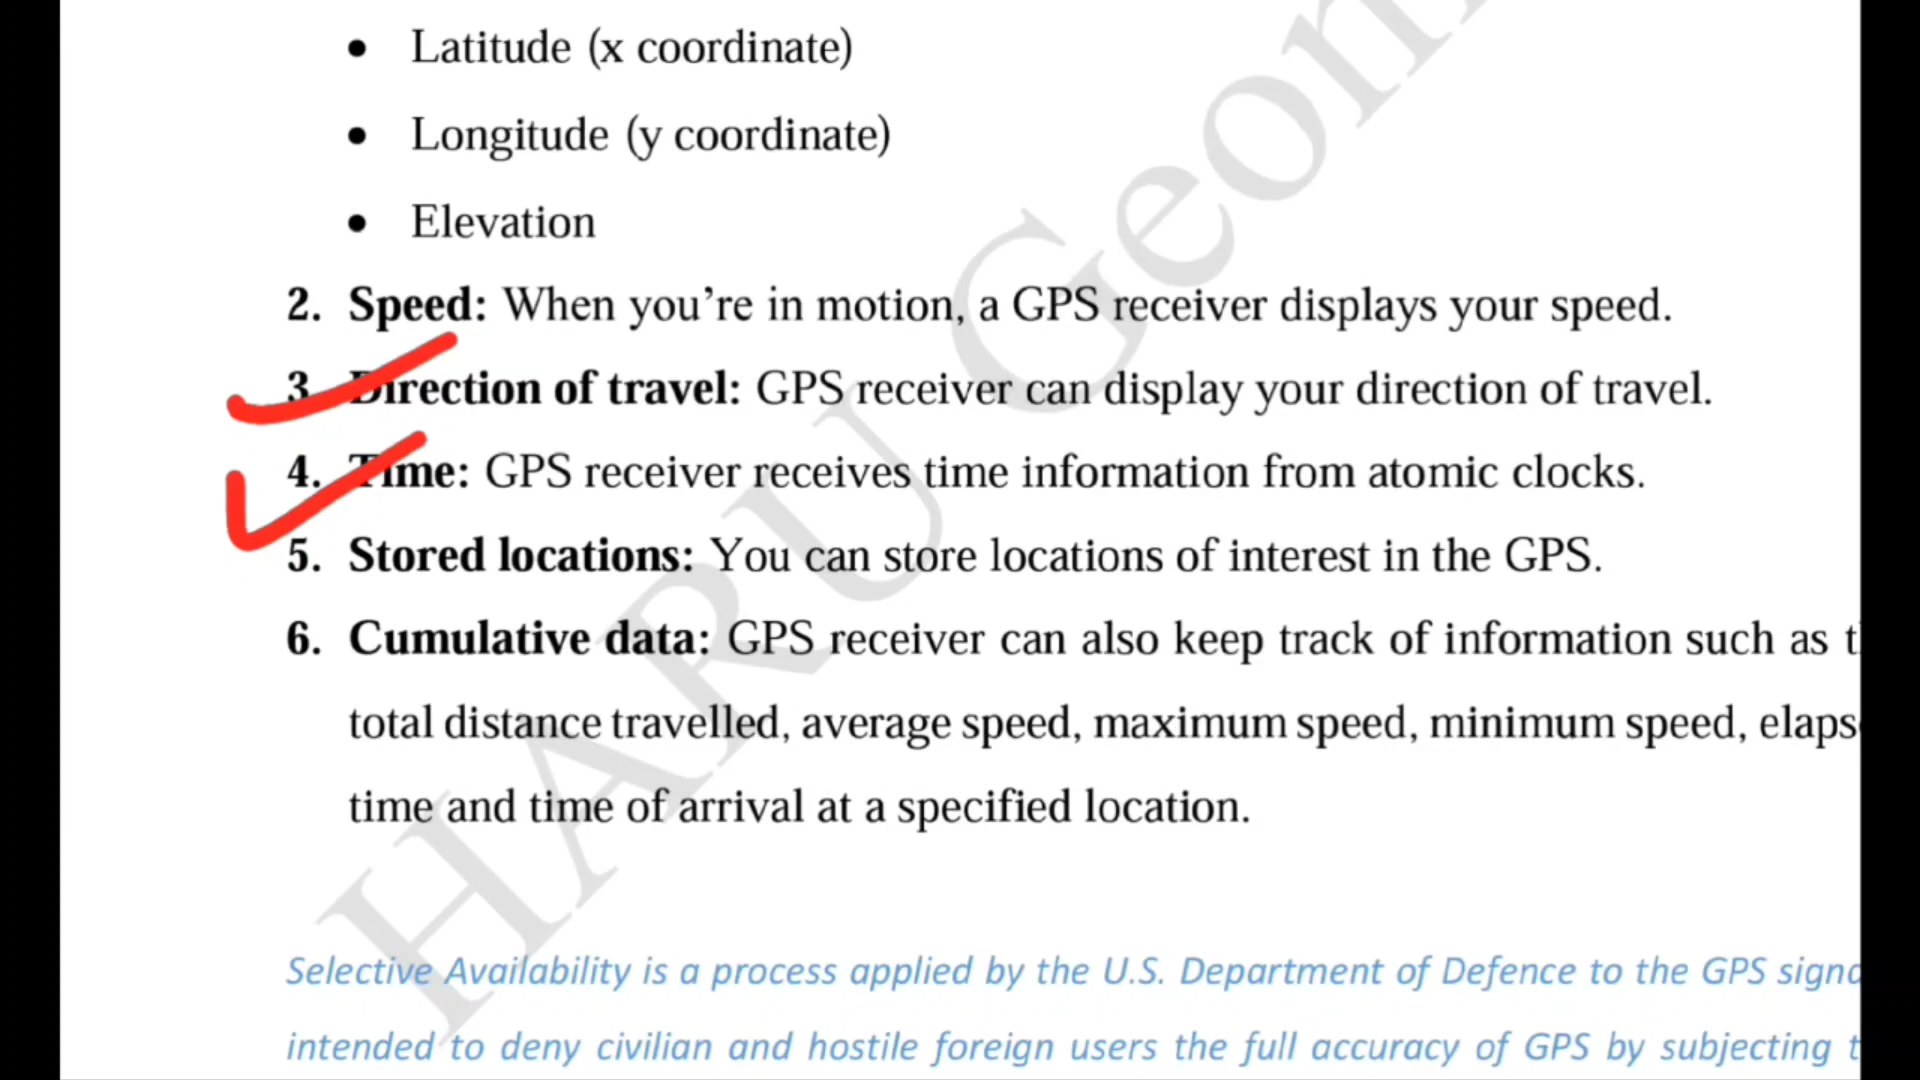 • Latitude (x coordinate)
• Longitude (y coordinate)
• Elevation
2. Speed: When you’re in motion, a GPS receiver displays your speed.
3. Direction of travel: GPS receiver can display your direction of travel.
4. Time: GPS receiver receives time information from atomic clocks.
5. Stored locations: You can store locations of interest in the GPS.
6. Cumulative data: GPS receiver can also keep track of information such as
total distance travelled, average speed, maximum speed, minimum speed,
time and time of arrival at a specified location.
Selective Availability is a process applied by the U.S. Department of Defence to the GPS
intended to deny civilian and hostile foreign users the full accuracy of GPS by subjecting
HARU